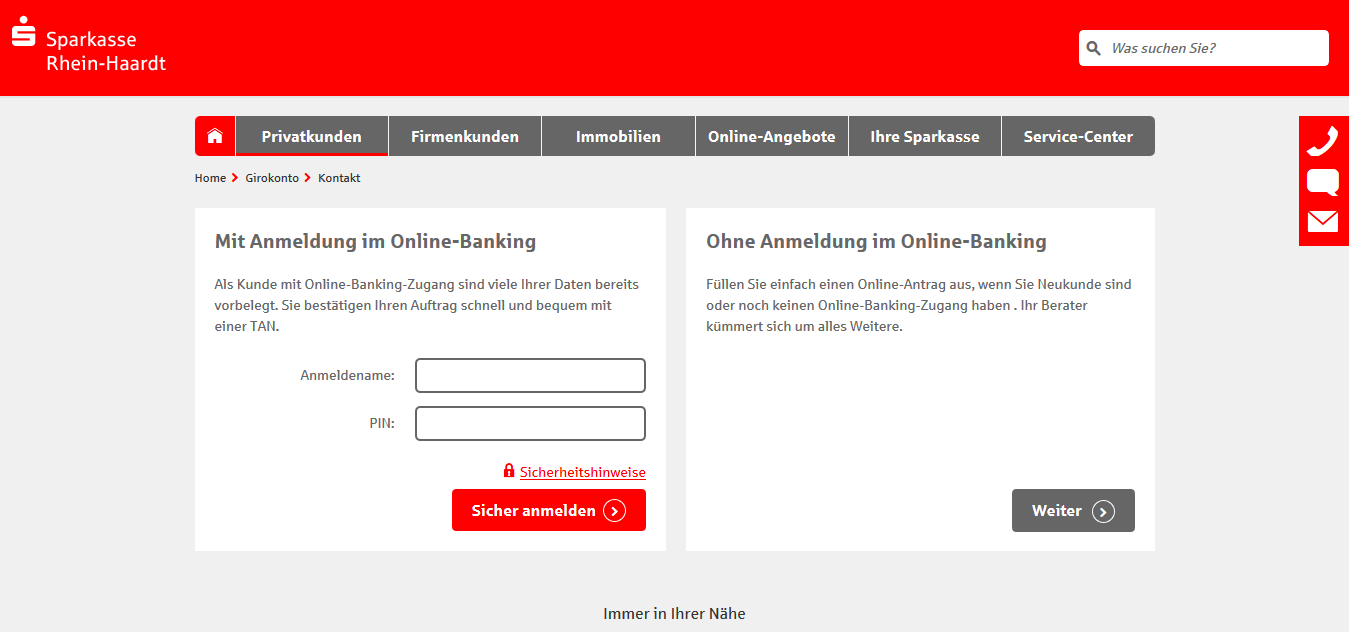 Sparkasse
Rhein-Haardt
Was suchen Sie?
Privatkunden
Firmenkunden
Immobilien
Online-Angebote
Ihre Sparkasse
Service-Center
Home
Girokonto
Kontakt
Mit Anmeldung im Online-Banking
Als Kunde mit Online-Banking-Zugang sind viele Ihrer Daten bereits
vorbelegt. Sie bestätigen Ihren Auftrag schnell und bequem mit
einer TAN.
Anmeldename:
PIN:
Sicherheitshinweise
Sicher anmelden
Ohne Anmeldung im Online-Banking
Füllen Sie einfach einen Online-Antrag aus, wenn Sie Neukunde sind
oder noch keinen Online-Banking-Zugang haben . Ihr Berater
kümmert sich um alles Weitere.
Weiter
Immer in Ihrer Nähe